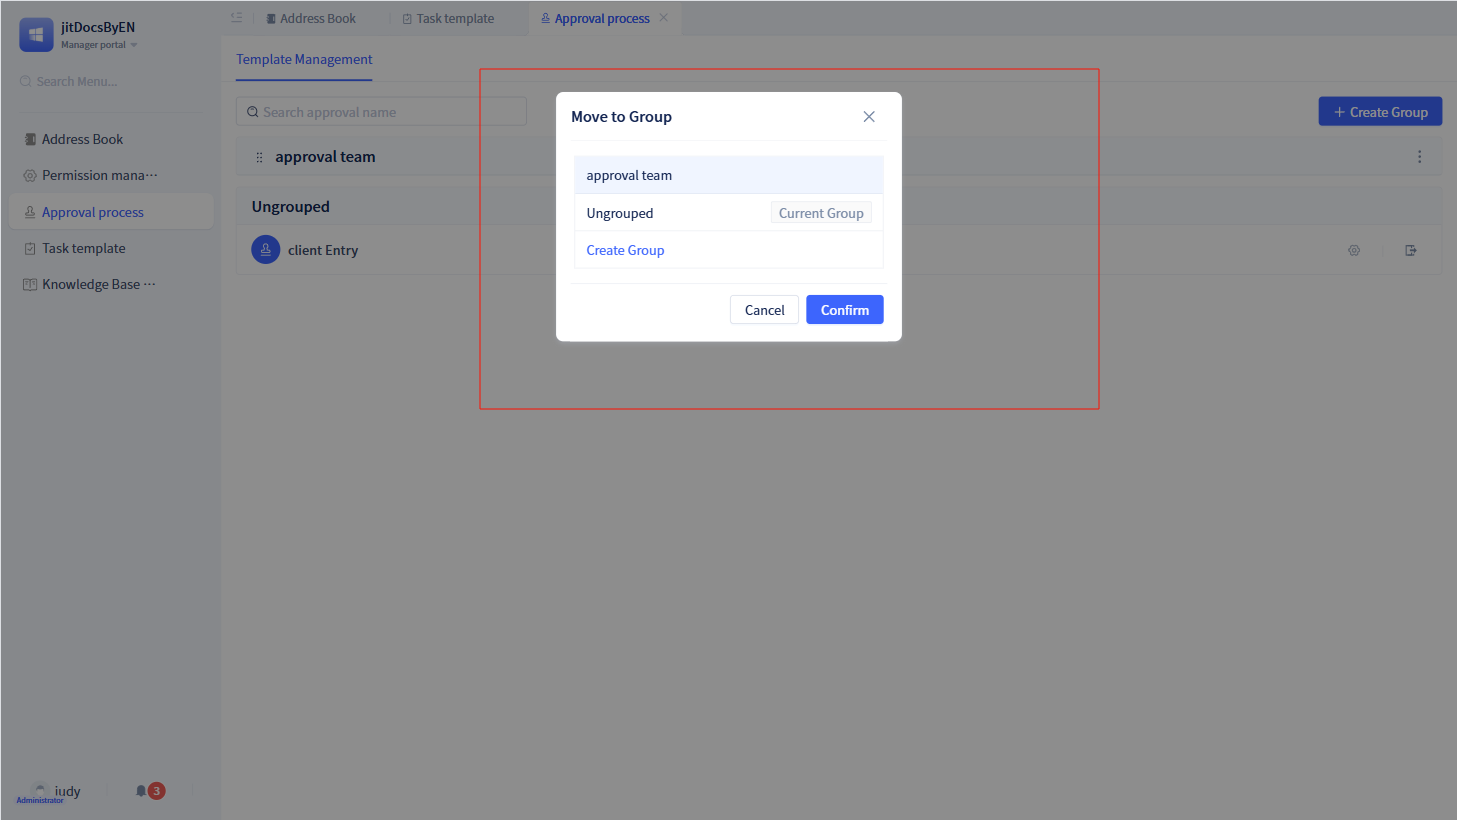 jitDocsByEN
Manager portal
Search Menu...
Address Book
Permission mana···
Approval process
Task template
Knowledge Base ···
iudy
Administrator
3
Address Book
Task template
Approval process
Template Management
Search approval name
+ Create Group
approval team
Ungrouped
client Entry
Move to Group
approval team
Ungrouped
Current Group
Create Group
Cancel
Confirm